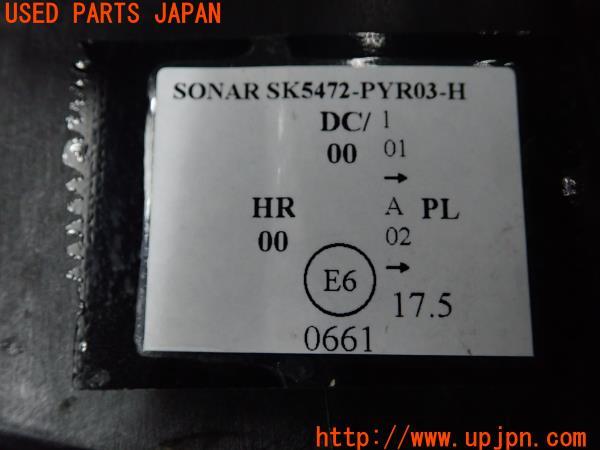 USED PARTS JAPAN
SONAR SK5472-PYR03-H
DC/ 1
00 01
→
HR A PL
00 02
E6 →
17.5
0661
http://www.upjpn.com/